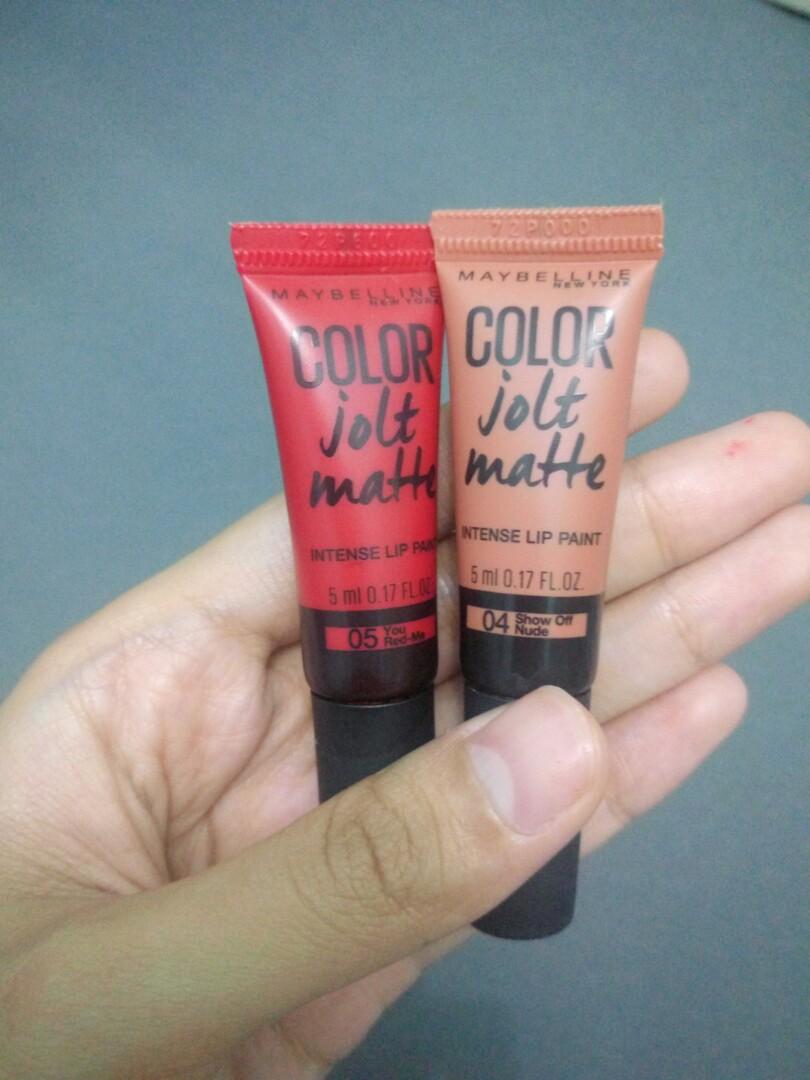 MAYBELLINE
NEW YORK
COLOR
jolt
matte
INTENSE LIP PAINT
5 ml 0.17 FL.OZ.
05 You
Red-Me
72P000
MAYBELLINE
NEW YORK
COLOR
jolt
matte
INTENSE LIP PAINT
5 ml 0.17 FL.OZ.
04 Show Off
Nude